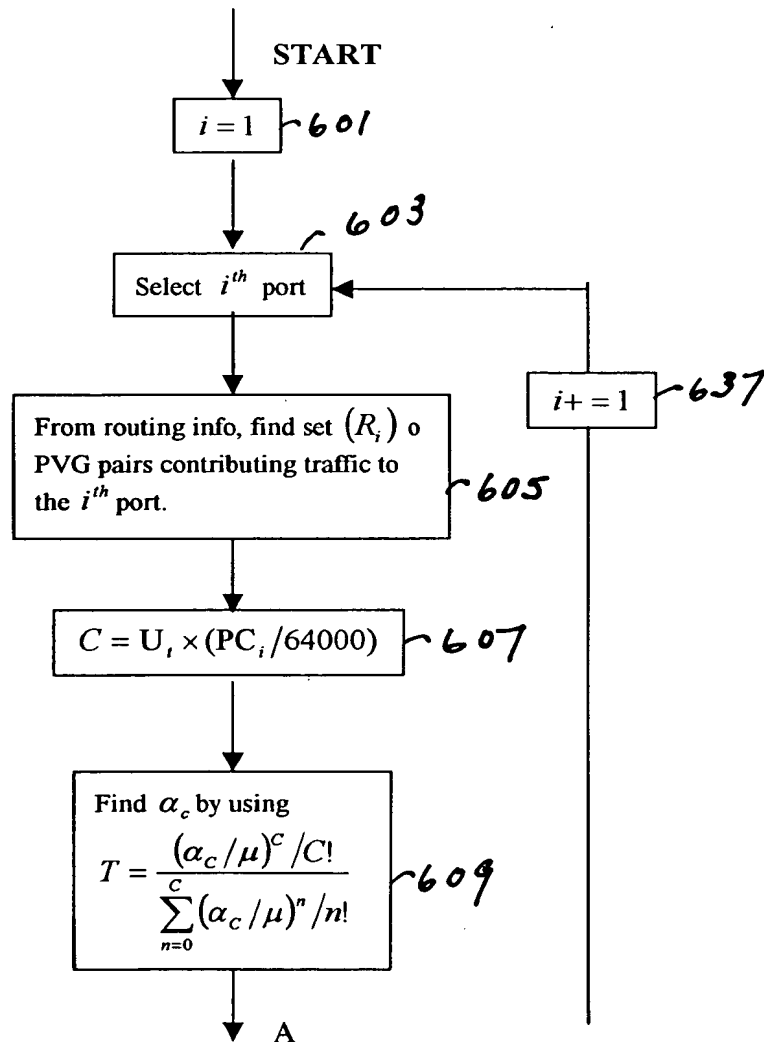 START
i = 1
601
603
Select i^th port
i+ = 1
637
From routing info, find set (R_i) o
PVG pairs contributing traffic to
the i^th port.
605
C = U_t × (PC_i/64000)
607
Find α_c by using
T = (α_C/μ)^C/C! / ∑_{n=0}^{C} (α_C/μ)^n/n!
609
A